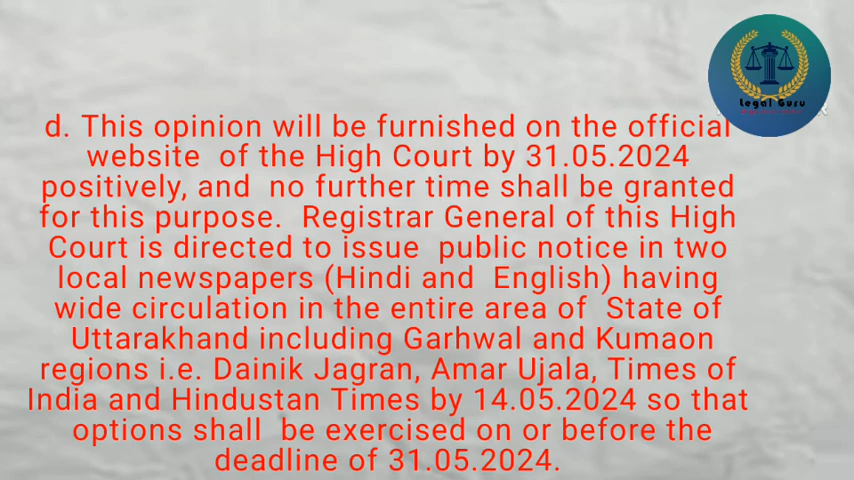 Legal Guru
d. This opinion will be furnished on the official
website of the High Court by 31.05.2024
positively, and no further time shall be granted
for this purpose. Registrar General of this High
Court is directed to issue public notice in two
local newspapers (Hindi and English) having
wide circulation in the entire area of State of
Uttarakhand including Garhwal and Kumaon
regions i.e. Dainik Jagran, Amar Ujala, Times of
India and Hindustan Times by 14.05.2024 so that
options shall be exercised on or before the
deadline of 31.05.2024.